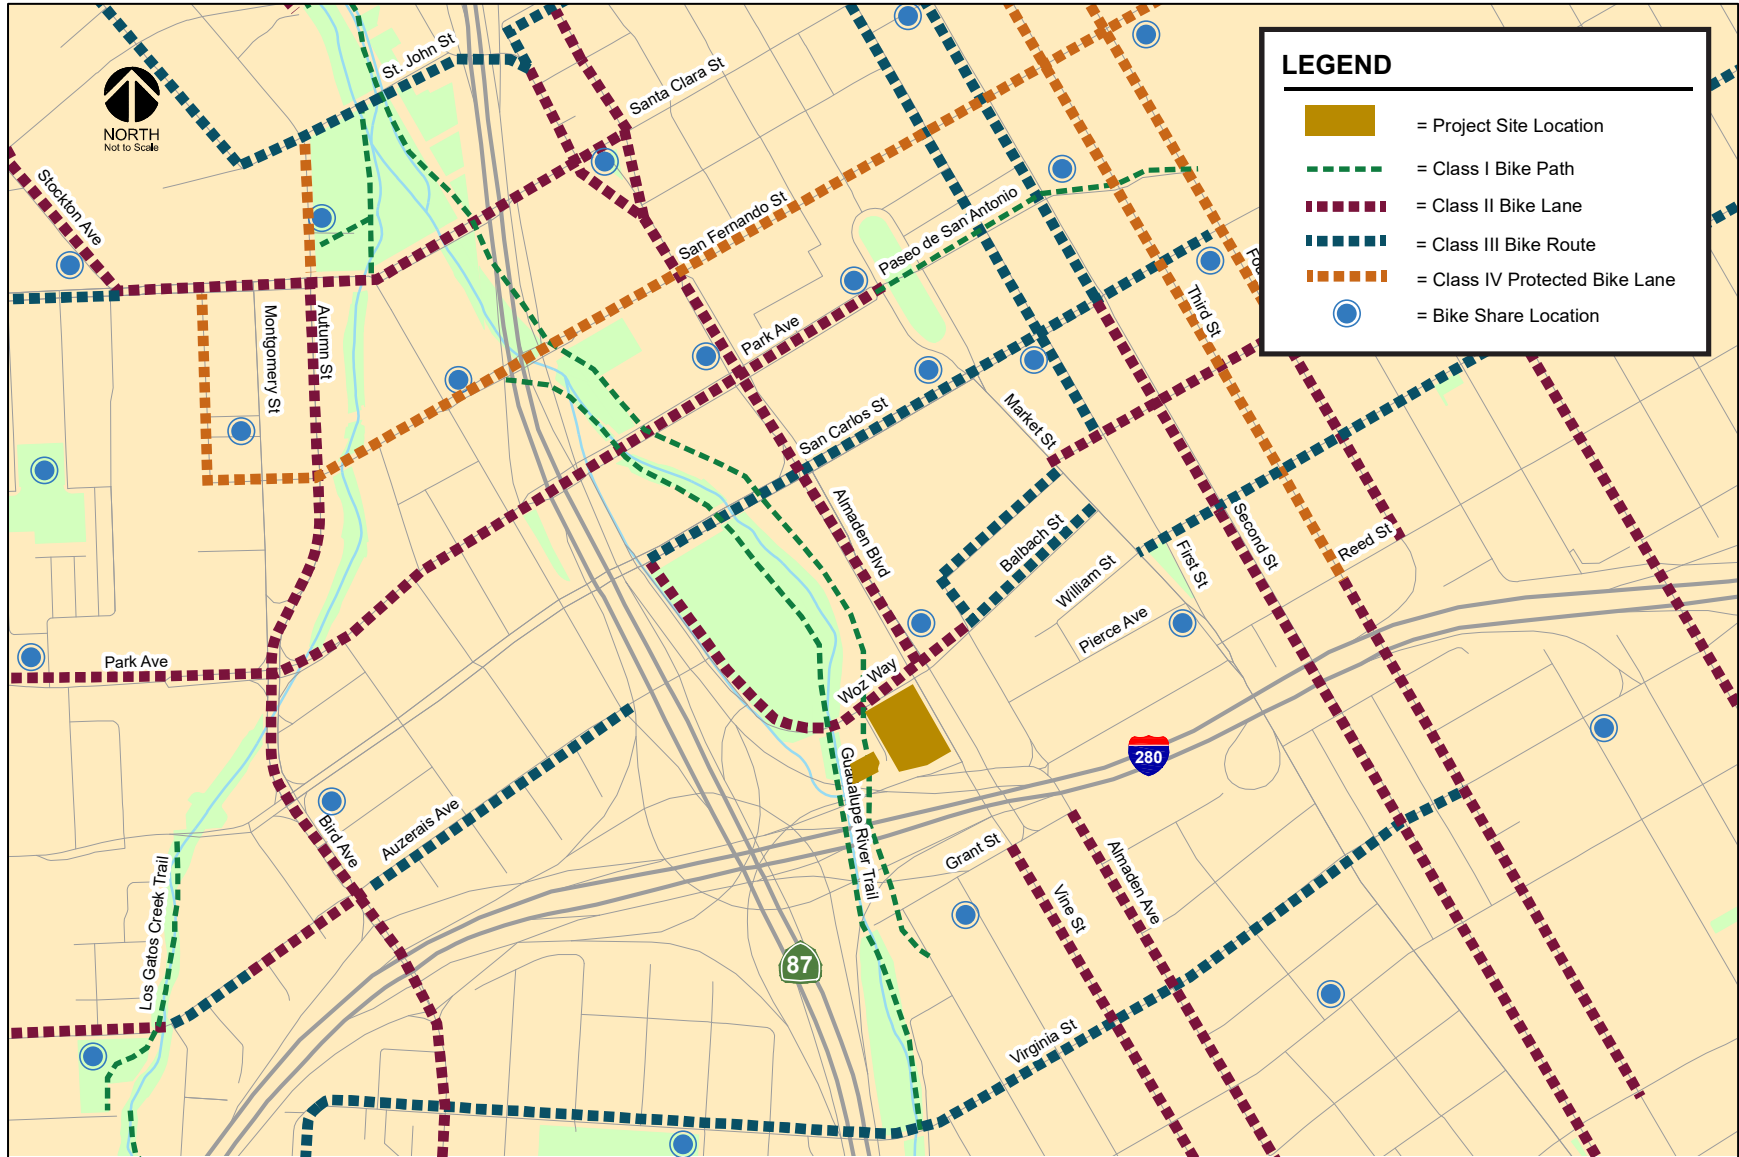 LEGEND
= Project Site Location
= Class I Bike Path
= Class II Bike Lane
= Class III Bike Route
= Class IV Protected Bike Lane
= Bike Share Location
NORTH
Not to Scale
St. John St
Santa Clara St
Stockton Ave
San Fernando St
Paseo de San Antonio
Montgomery St
Autumn St
Park Ave
Third St
San Carlos St
Market St
Almaden Blvd
Balbach St
William St
First St
Second St
Reed St
Pierce Ave
Park Ave
Woz Way
280
Guadalupe River Trail
Bird Ave
Auzerais Ave
Los Gatos Creek Trail
Grant St
Vine St
Almaden Ave
87
Virginia St